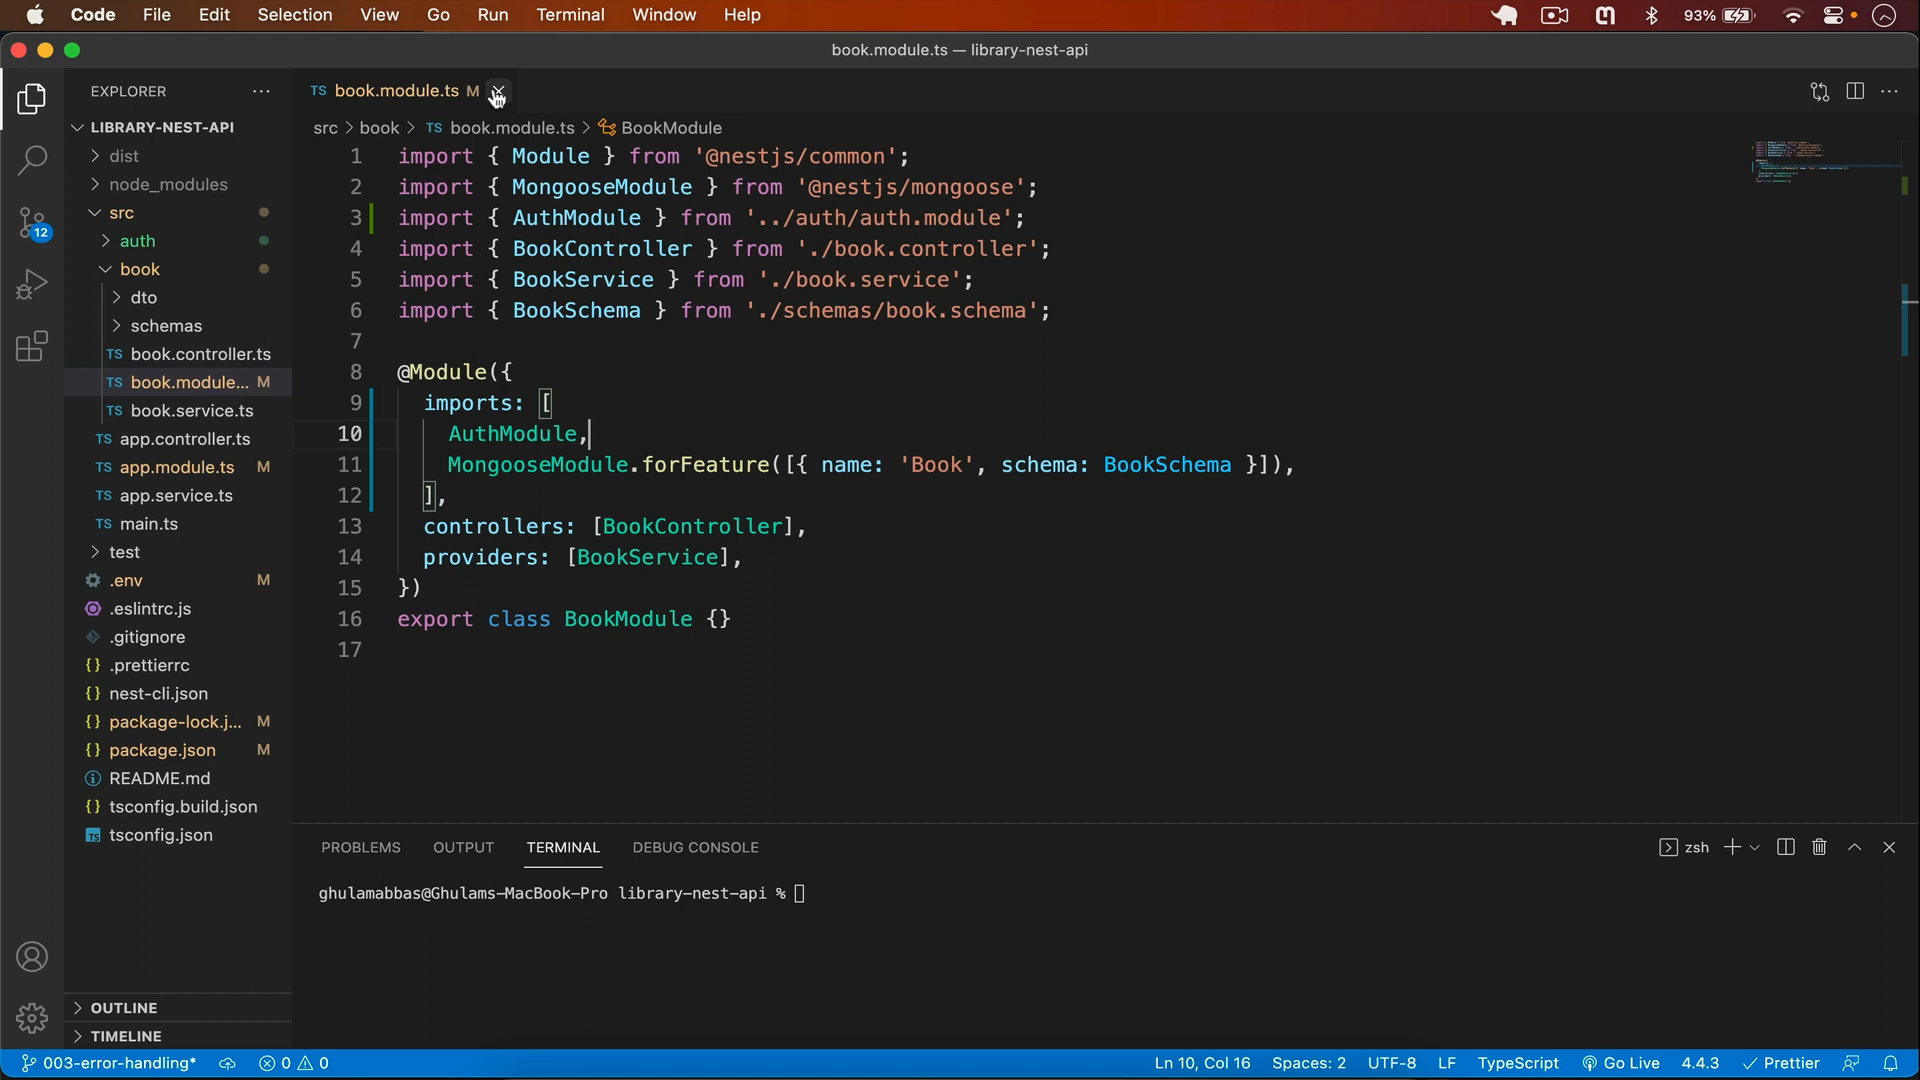 Code File Edit Selection View Go Run Terminal Window Help 93%
book.module.ts — library-nest-api
EXPLORER
TS book.module.ts M
LIBRARY-NEST-API
src > book > TS book.module.ts > BookModule
dist
node_modules
src
auth
book
dto
schemas
TS book.controller.ts
TS book.module... M
TS book.service.ts
TS app.controller.ts
TS app.module.ts M
TS app.service.ts
TS main.ts
test
.env M
.eslintrc.js
.gitignore
{} .prettierrc
{} nest-cli.json
{} package-lock.j... M
{} package.json M
README.md
{} tsconfig.build.json
TS tsconfig.json
OUTLINE
TIMELINE
12
1 import { Module } from '@nestjs/common';
2 import { MongooseModule } from '@nestjs/mongoose';
3 import { AuthModule } from '../auth/auth.module';
4 import { BookController } from './book.controller';
5 import { BookService } from './book.service';
6 import { BookSchema } from './schemas/book.schema';
7
8 @Module({
9 imports: [
10 AuthModule,
11 MongooseModule.forFeature([{ name: 'Book', schema: BookSchema }]),
12 ],
13 controllers: [BookController],
14 providers: [BookService],
15 })
16 export class BookModule {}
17
PROBLEMS OUTPUT TERMINAL DEBUG CONSOLE zsh
ghulamabbas@Ghulams-MacBook-Pro library-nest-api %
003-error-handling* 0 0 Ln 10, Col 16 Spaces: 2 UTF-8 LF TypeScript Go Live 4.4.3 Prettier